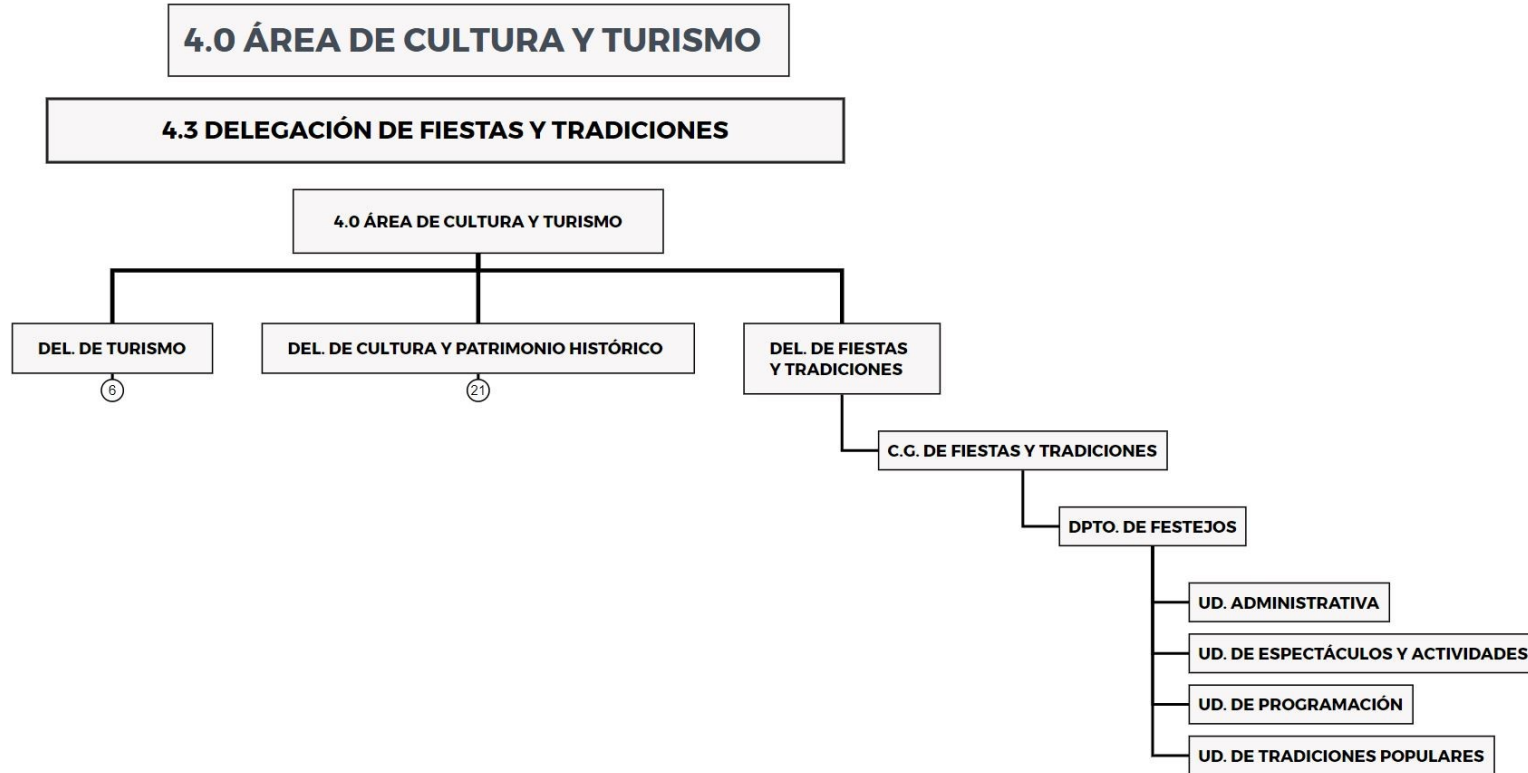 4.0 ÁREA DE CULTURA Y TURISMO
4.3 DELEGACIÓN DE FIESTAS Y TRADICIONES
4.0 ÁREA DE CULTURA Y TURISMO
DEL. DE TURISMO
6
DEL. DE CULTURA Y PATRIMONIO HISTÓRICO
21
DEL. DE FIESTAS
Y TRADICIONES
C.G. DE FIESTAS Y TRADICIONES
DPTO. DE FESTEJOS
UD. ADMINISTRATIVA
UD. DE ESPECTÁCULOS Y ACTIVIDADES
UD. DE PROGRAMACIÓN
UD. DE TRADICIONES POPULARES